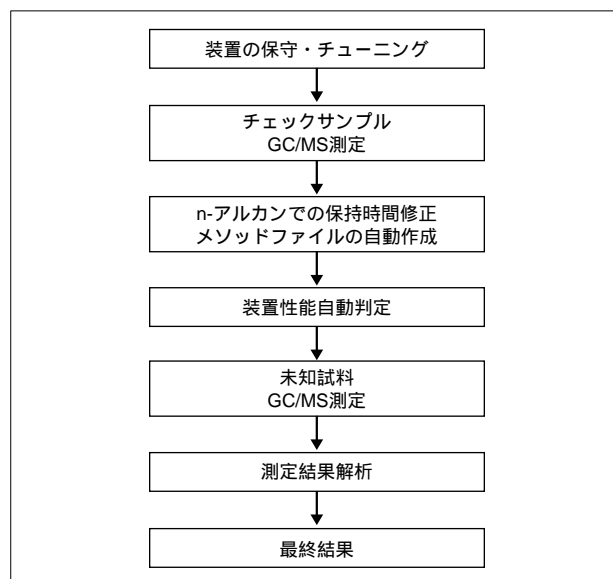 装置の保守・チューニング
チェックサンプル
GC/MS測定
n-アルカンでの保持時間修正
メソッドファイルの自動作成
装置性能自動判定
未知試料
GC/MS測定
測定結果解析
最終結果